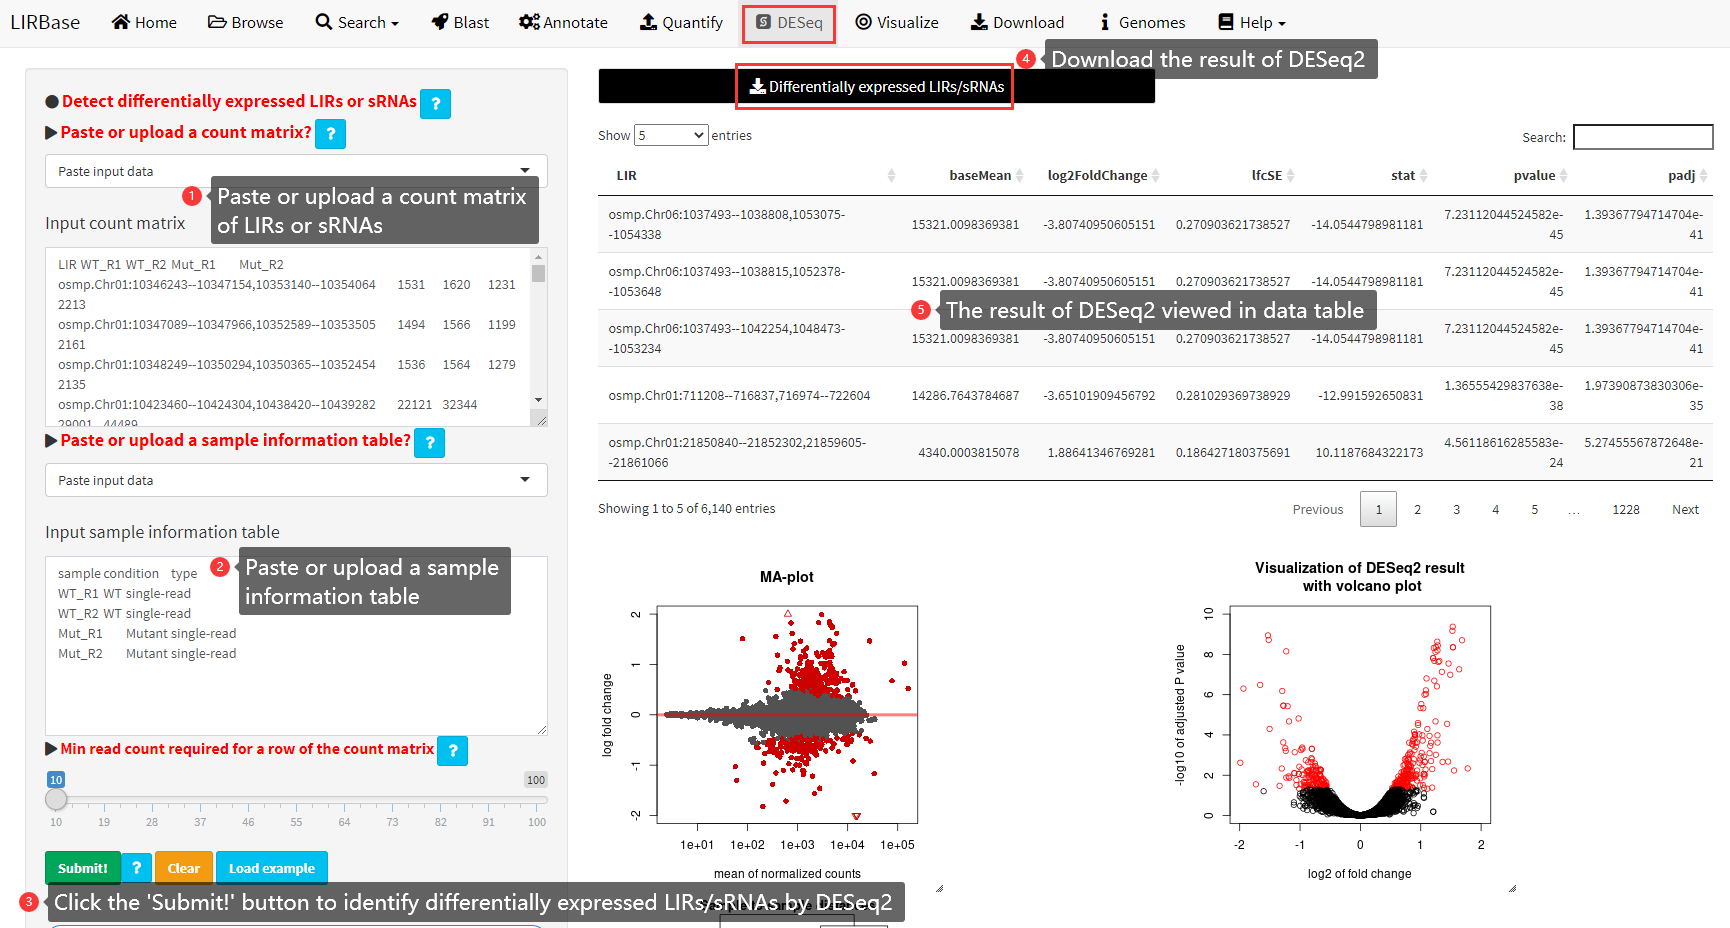 LIRBase Home Browse Search Blast Annotate Quantify DESeq Visualize Download Genomes Help
4 Download the result of DESeq2
Differentially expressed LIRs/sRNAs
Detect differentially expressed LIRs or sRNAs ?
Paste or upload a count matrix? ?
Paste input data
1 Paste or upload a count matrix
of LIRs or sRNAs
Input count matrix
LIR WT_R1 WT_R2 Mut_R1 Mut_R2
osmp.Chr01:10346243--10347154,10353140--10354064 1531 1620 1231
2213
osmp.Chr01:10347089--10347966,10352589--10353505 1494 1566 1199
2161
osmp.Chr01:10348249--10350294,10350365--10352454 1536 1564 1279
2135
osmp.Chr01:10423460--10424304,10438420--10439282 22121 32344
29001 44489
Paste or upload a sample information table? ?
Paste input data
Input sample information table
2 Paste or upload a sample
information table
sample condition type
WT_R1 WT single-read
WT_R2 WT single-read
Mut_R1 Mutant single-read
Mut_R2 Mutant single-read
Min read count required for a row of the count matrix ?
10 100
10 19 28 37 46 55 64 73 82 91 100
Submit! ? Clear Load example
3 Click the 'Submit!' button to identify differentially expressed LIRs/sRNAs by DESeq2
Show 5 entries
Search:
LIR baseMean log2FoldChange lfcSE stat pvalue padj
osmp.Chr06:1037493--1038808,1053075-
-1054338 15321.0098369381 -3.80740950605151 0.270903621738527 -14.0544798981181 7.23112044524582e-
45 1.39367794714704e-
41
osmp.Chr06:1037493--1038815,1052378-
-1053648 15321.0098369381 -3.80740950605151 0.270903621738527 -14.0544798981181 7.23112044524582e-
45 1.39367794714704e-
41
5 The result of DESeq2 viewed in data table
osmp.Chr06:1037493--1042254,1048473-
-1053234 15321.0098369381 -3.80740950605151 0.270903621738527 -14.0544798981181 7.23112044524582e-
45 1.39367794714704e-
41
osmp.Chr01:711208--716837,716974--722604 14286.7643784687 -3.65101909456792 0.281029369738929 -12.991592650831 1.36555429837638e-
38 1.97390873830306e-
35
osmp.Chr01:21850840--21852302,21859605-
-21861066 4340.0003815078 1.88641346769281 0.186427180375691 10.1187684322173 4.56118616285583e-
24 5.27455567872648e-
21
Showing 1 to 5 of 6,140 entries
Previous 1 2 3 4 5 … 1228 Next
MA-plot
log fold change
2
1
0
-1
-2
1e+01 1e+02 1e+03 1e+04 1e+05
mean of normalized counts
Visualization of DESeq2 result
with volcano plot
-log10 of adjusted P value
10
8
6
4
2
0
-2 -1 0 1 2
log2 of fold change